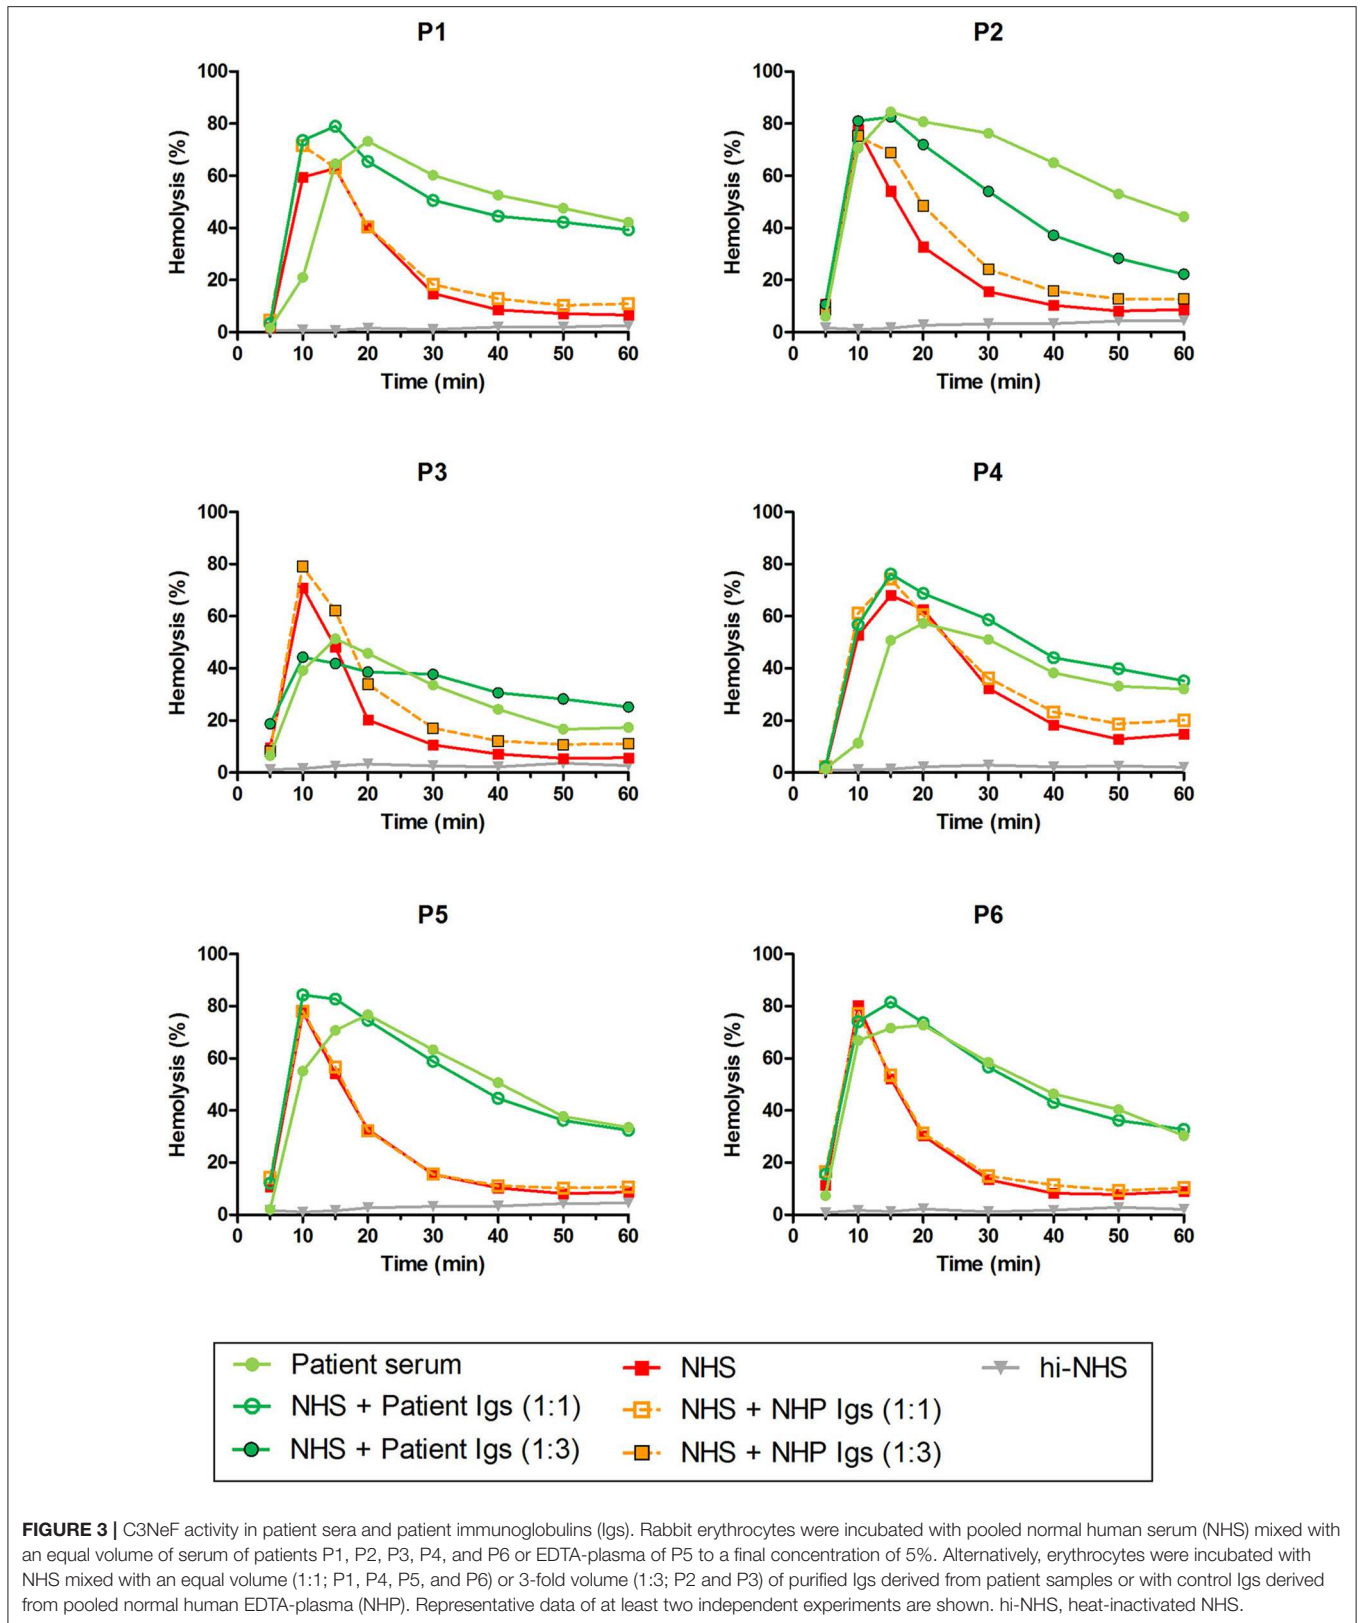 P1
P2
100
80
60
40
20
0
Hemolysis (%)
0 10 20 30 40 50 60
Time (min)
100
80
60
40
20
0
Hemolysis (%)
0 10 20 30 40 50 60
Time (min)
P3
P4
100
80
60
40
20
0
Hemolysis (%)
0 10 20 30 40 50 60
Time (min)
100
80
60
40
20
0
Hemolysis (%)
0 10 20 30 40 50 60
Time (min)
P5
P6
100
80
60
40
20
0
Hemolysis (%)
0 10 20 30 40 50 60
Time (min)
100
80
60
40
20
0
Hemolysis (%)
0 10 20 30 40 50 60
Time (min)
Patient serum
NHS
hi-NHS
NHS + Patient Igs (1:1)
NHS + NHP Igs (1:1)
NHS + Patient Igs (1:3)
NHS + NHP Igs (1:3)
FIGURE 3 | C3NeF activity in patient sera and patient immunoglobulins (Igs). Rabbit erythrocytes were incubated with pooled normal human serum (NHS) mixed with
an equal volume of serum of patients P1, P2, P3, P4, and P6 or EDTA-plasma of P5 to a final concentration of 5%. Alternatively, erythrocytes were incubated with
NHS mixed with an equal volume (1:1; P1, P4, P5, and P6) or 3-fold volume (1:3; P2 and P3) of purified Igs derived from patient samples or with control Igs derived
from pooled normal human EDTA-plasma (NHP). Representative data of at least two independent experiments are shown. hi-NHS, heat-inactivated NHS.